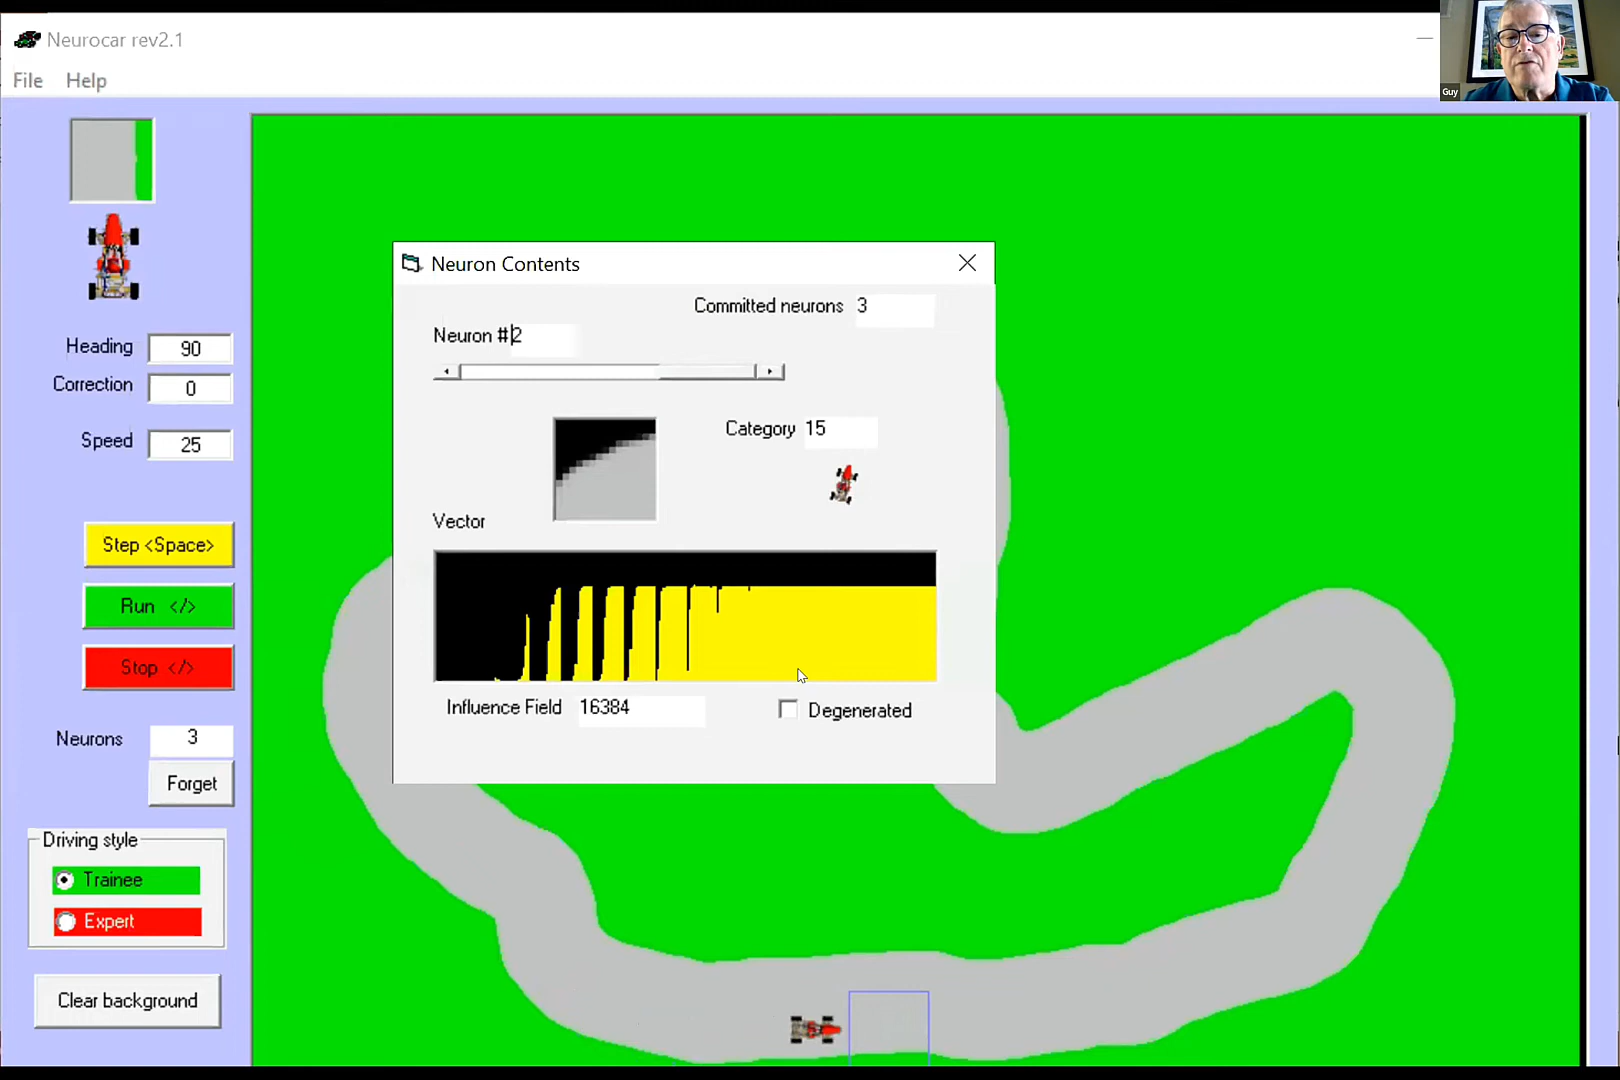 Neurocar rev2.1
Guy
File Help
Neuron Contents
Committed neurons 3
Neuron # 2
Heading 90
Correction 0
Category 15
Speed 25
Vector
Step <Space>
Run </>
Stop </>
Influence Field 16384
Degenerated
Neurons 3
Forget
Driving style
Trainee
Expert
Clear background